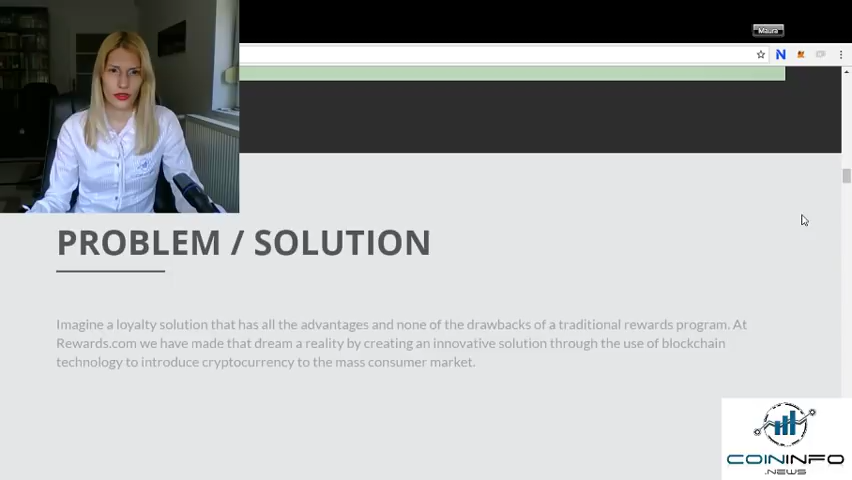 Maura
N
PROBLEM / SOLUTION
Imagine a loyalty solution that has all the advantages and none of the drawbacks of a traditional rewards program. At
Rewards.com we have made that dream a reality by creating an innovative solution through the use of blockchain
technology to introduce cryptocurrency to the mass consumer market.
COININFO
.NEWS